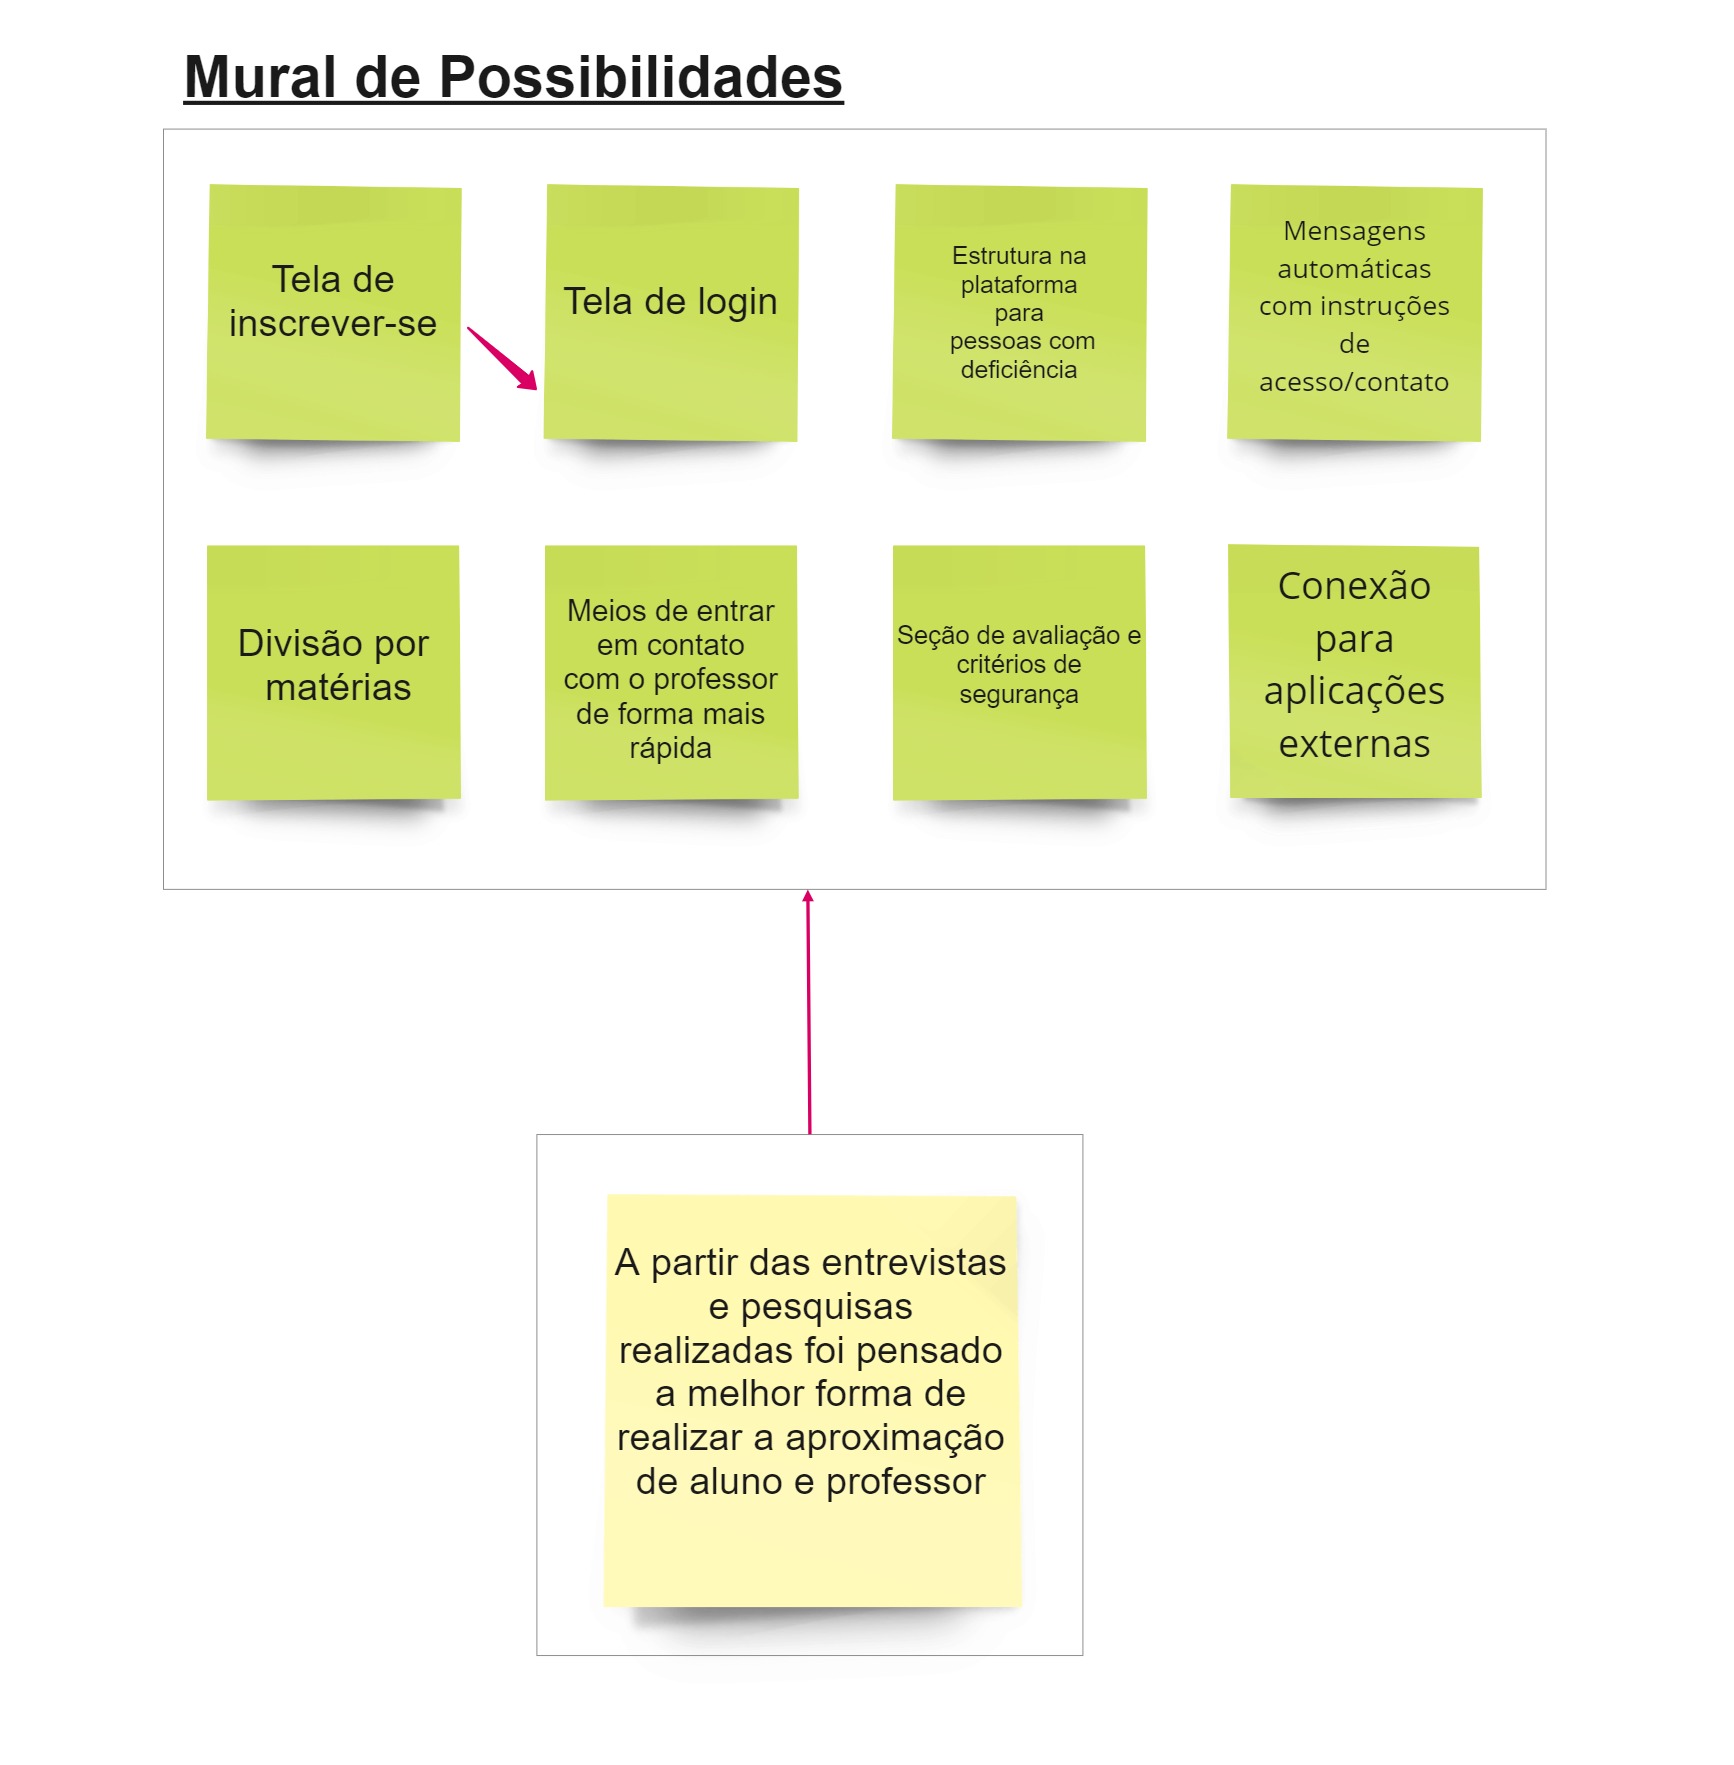 Mural de Possibilidades
Tela de
inscrever-se
Tela de login
Estrutura na
plataforma
para
pessoas com
deficiência
Mensagens
automáticas
com instruções
de
acesso/contato
Divisão por
matérias
Meios de entrar
em contato
com o professor
de forma mais
rápida
Seção de avaliação e
critérios de
segurança
Conexão
para
aplicações
externas
A partir das entrevistas
e pesquisas
realizadas foi pensado
a melhor forma de
realizar a aproximação
de aluno e professor